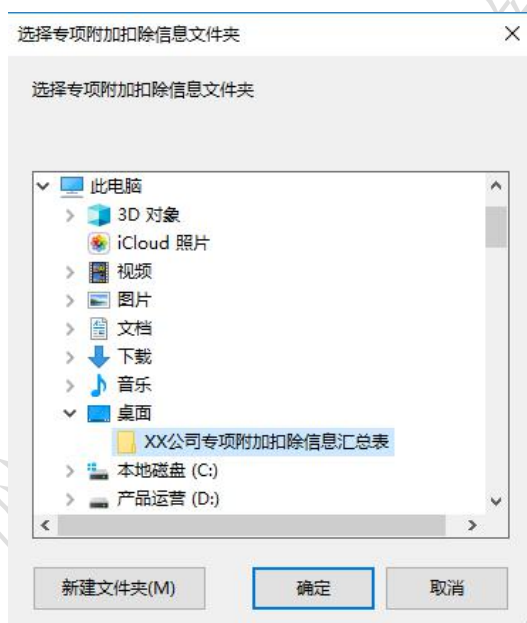 选择专项附加扣除信息文件夹
选择专项附加扣除信息文件夹
此电脑
3D 对象
iCloud 照片
视频
图片
文档
下载
音乐
桌面
XX公司专项附加扣除信息汇总表
本地磁盘 (C:)
产品运营 (D:)
新建文件夹(M)
确定
取消